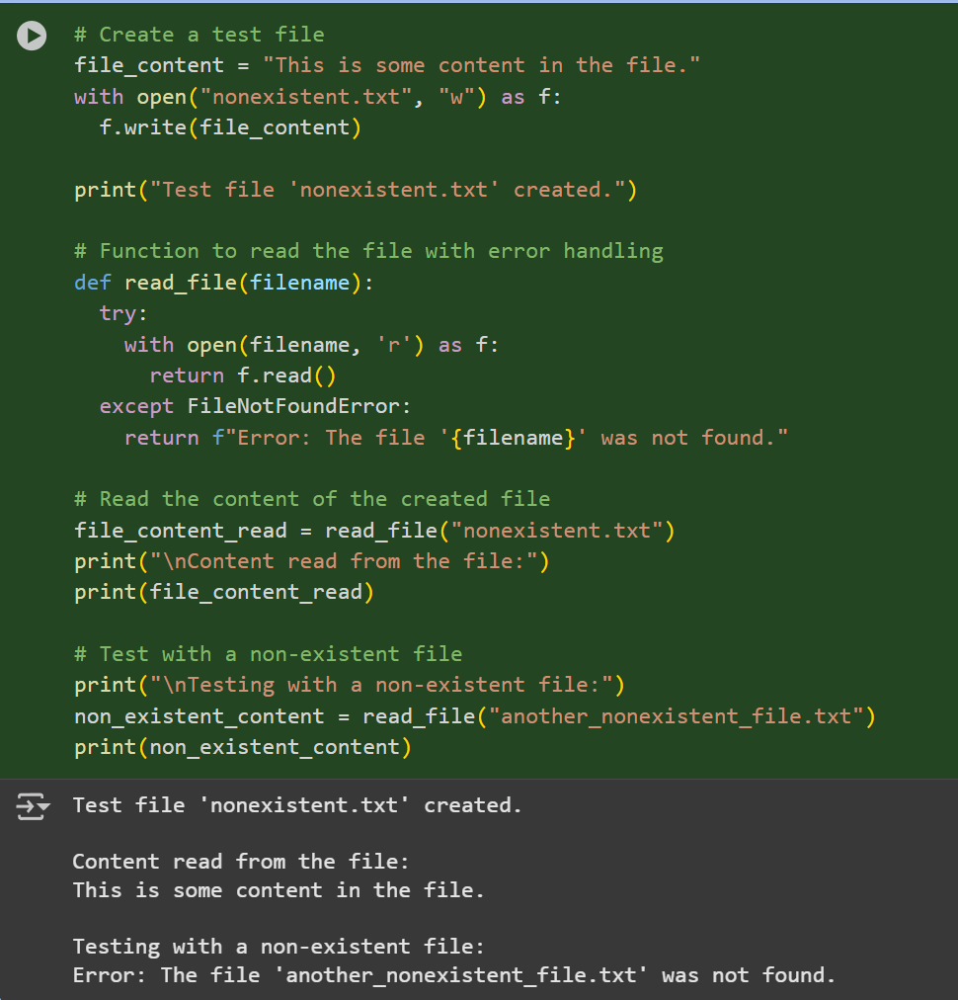 # Create a test file
file_content = "This is some content in the file."
with open("nonexistent.txt", "w") as f:
  f.write(file_content)

print("Test file 'nonexistent.txt' created.")

# Function to read the file with error handling
def read_file(filename):
  try:
    with open(filename, 'r') as f:
      return f.read()
  except FileNotFoundError:
    return f"Error: The file '{filename}' was not found."

# Read the content of the created file
file_content_read = read_file("nonexistent.txt")
print("\nContent read from the file:")
print(file_content_read)

# Test with a non-existent file
print("\nTesting with a non-existent file:")
non_existent_content = read_file("another_nonexistent_file.txt")
print(non_existent_content)

Test file 'nonexistent.txt' created.

Content read from the file:
This is some content in the file.

Testing with a non-existent file:
Error: The file 'another_nonexistent_file.txt' was not found.